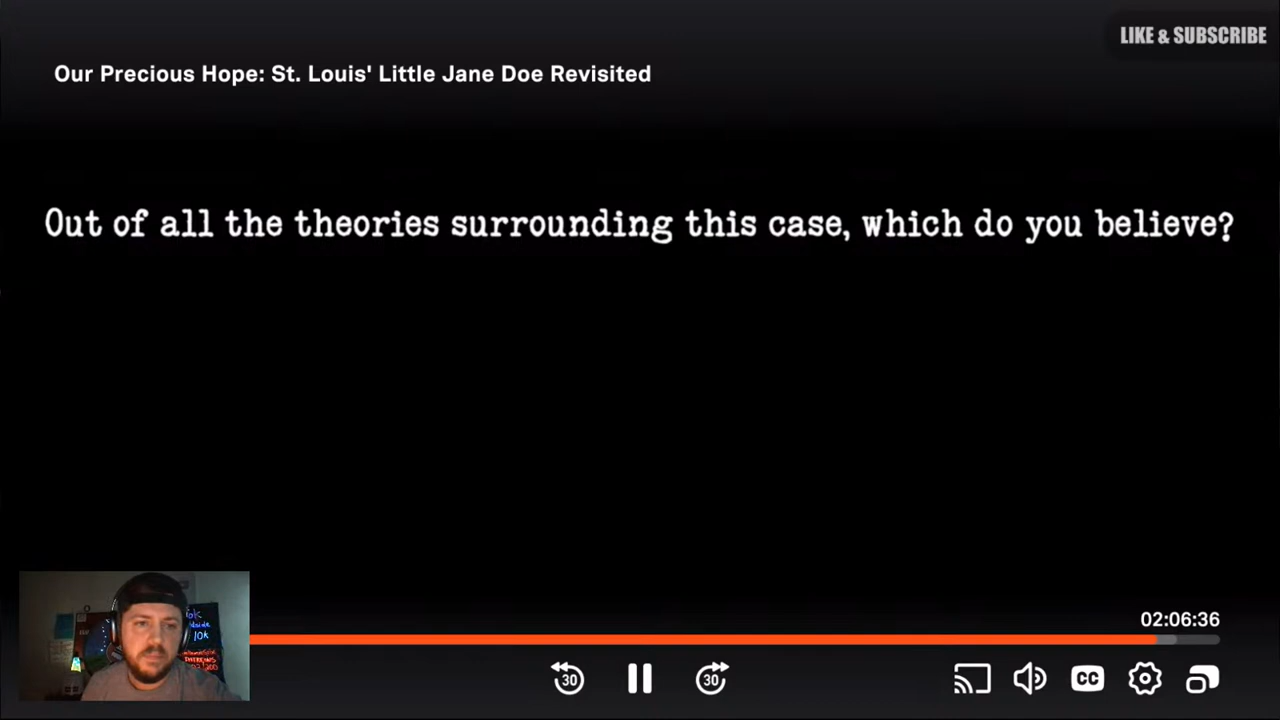 LIKE & SUBSCRIBE
Our Precious Hope: St. Louis' Little Jane Doe Revisited
Out of all the theories surrounding this case, which do you believe?
10k
02:06:36
30
30
CC